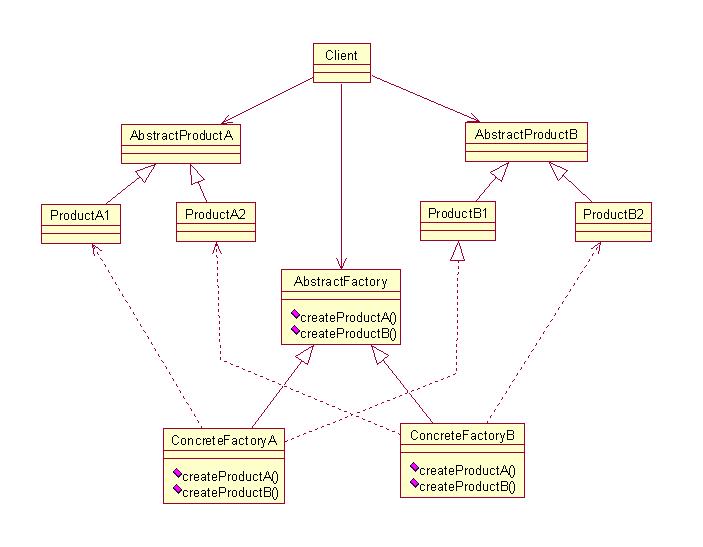 Client
AbstractProductA
AbstractProductB
ProductA1
ProductA2
ProductB1
ProductB2
AbstractFactory
createProductA()
createProductB()
ConcreteFactoryA
createProductA()
createProductB()
ConcreteFactoryB
createProductA()
createProductB()